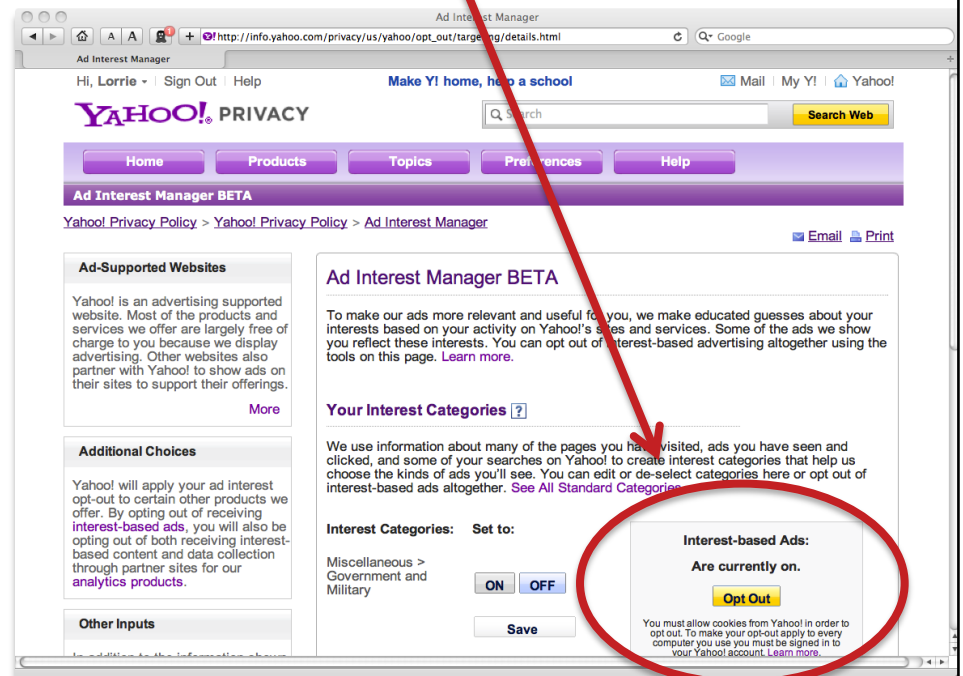 Ad Interest Manager
A A 1 + http://info.yahoo.com/privacy/us/yahoo/opt_out/targeting/details.html Google
Ad Interest Manager
Hi, Lorrie Sign Out Help Make Y! home, help a school Mail My Y! Yahoo!
YAHOO!® PRIVACY Search Search Web
Home Products Topics Preferences Help
Ad Interest Manager BETA
Yahoo! Privacy Policy > Yahoo! Privacy Policy > Ad Interest Manager
Email Print
Ad-Supported Websites
Yahoo! is an advertising supported
website. Most of the products and
services we offer are largely free of
charge to you because we display
advertising. Other websites also
partner with Yahoo! to show ads on
their sites to support their offerings.
More
Additional Choices
Yahoo! will apply your ad interest
opt-out to certain other products we
offer. By opting out of receiving
interest-based ads, you will also be
opting out of both receiving interest-
based content and data collection
through partner sites for our
analytics products.
Other Inputs
In addition to the information shown
Ad Interest Manager BETA
To make our ads more relevant and useful for you, we make educated guesses about your
interests based on your activity on Yahoo!'s sites and services. Some of the ads we show
you reflect these interests. You can opt out of interest-based advertising altogether using the
tools on this page. Learn more.
Your Interest Categories ?
We use information about many of the pages you have visited, ads you have seen and
clicked, and some of your searches on Yahoo! to create interest categories that help us
choose the kinds of ads you'll see. You can edit or de-select categories here or opt out of
interest-based ads altogether. See All Standard Categories
Interest Categories: Set to:
Miscellaneous >
Government and
Military
ON OFF
Save
Interest-based Ads:
Are currently on.
Opt Out
You must allow cookies from Yahoo! in order to
opt out. To make your opt-out apply to every
computer you use you must be signed in to
your Yahoo! account. Learn more.